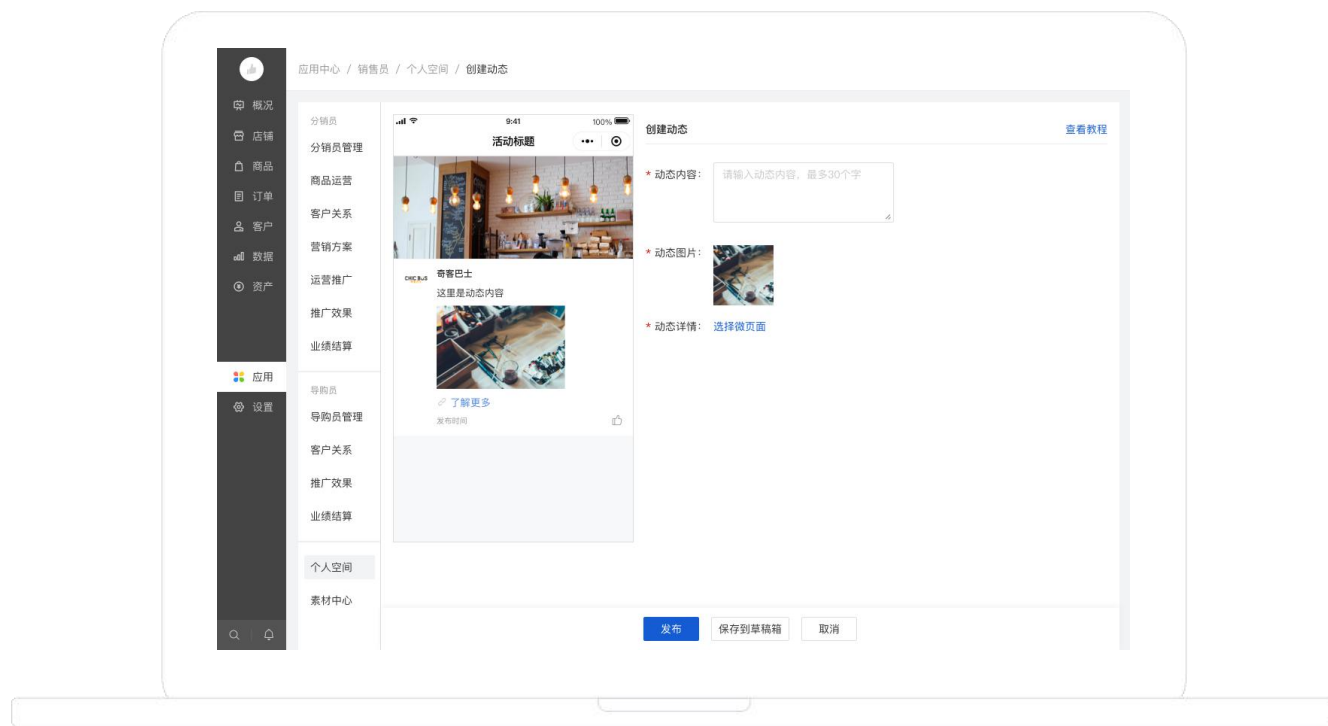 应用中心 / 销售员 / 个人空间 / 创建动态
概况
店铺
商品
订单
客户
数据
资产
应用
设置
分销员
分销员管理
商品运营
客户关系
营销方案
运营推广
推广效果
业绩结算
导购员
导购员管理
客户关系
推广效果
业绩结算
个人空间
素材中心
9:41
100%
活动标题
奇客巴士
这里是动态内容
了解更多
发布时间
创建动态
查看教程
* 动态内容:
请输入动态内容，最多30个字
* 动态图片:
* 动态详情: 选择微页面
发布
保存到草稿箱
取消